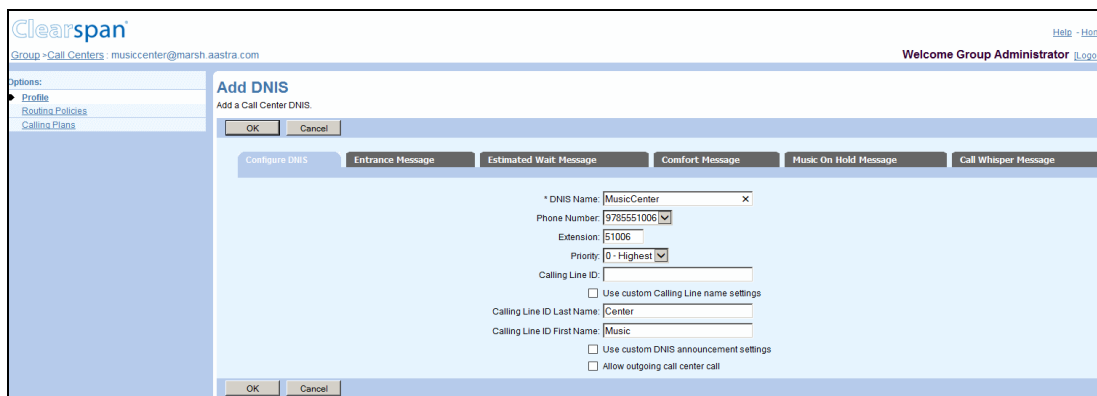 Clearspan
Help - Hom
Group >Call Centers : musiccenter@marsh.aastra.com
Welcome Group Administrator [Logo
Options:
Profile
Routing Policies
Calling Plans
Add DNIS
Add a Call Center DNIS.
OK Cancel
Configure DNIS Entrance Message Estimated Wait Message Comfort Message Music On Hold Message Call Whisper Message
* DNIS Name: MusicCenter ×
Phone Number: 9785551006
Extension: 51006
Priority: 0 - Highest
Calling Line ID:
Use custom Calling Line name settings
Calling Line ID Last Name: Center
Calling Line ID First Name: Music
Use custom DNIS announcement settings
Allow outgoing call center call
OK Cancel